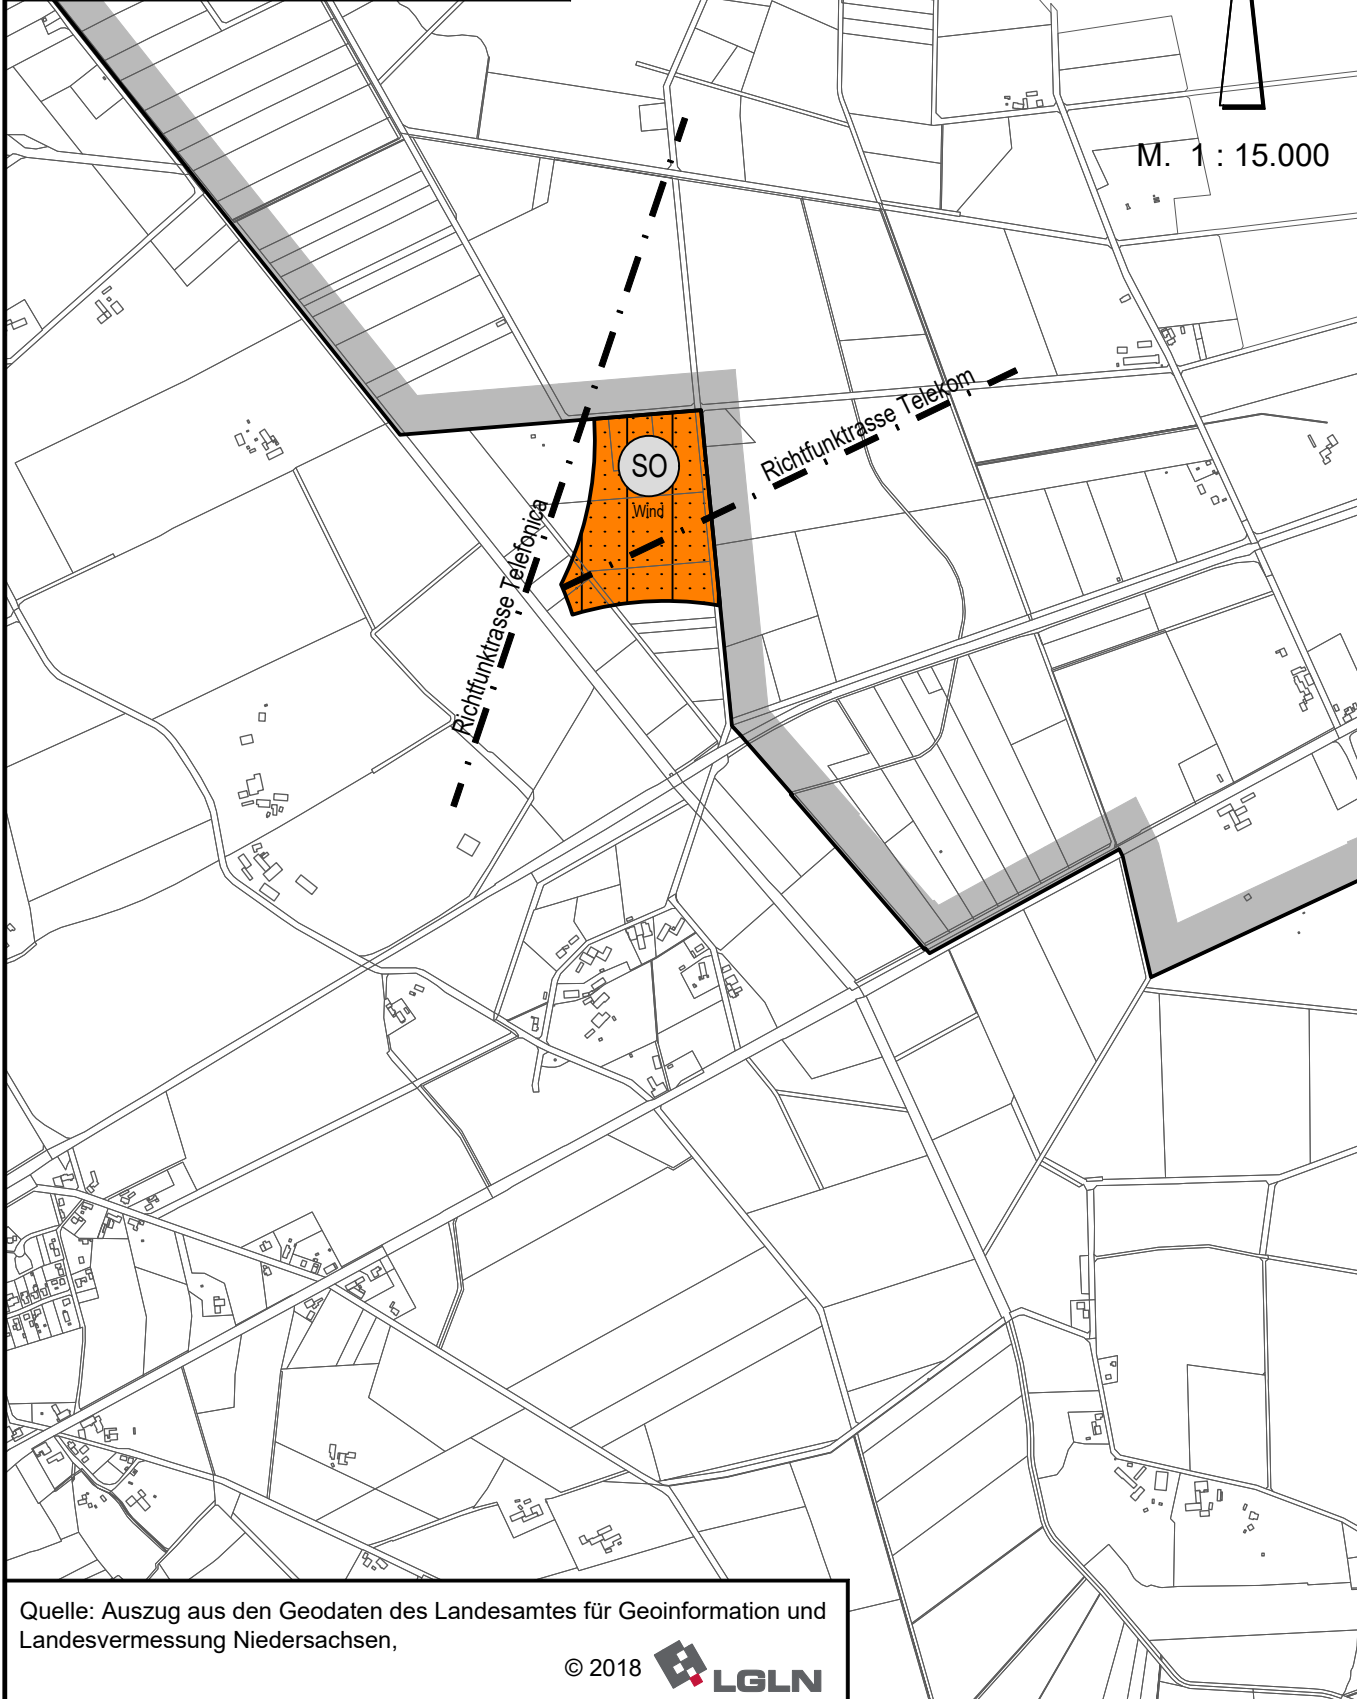 M. 1 : 15.000
Richtfunktrasse Telekom
SO
Wind
Richtfunktrasse Telefonica
Quelle: Auszug aus den Geodaten des Landesamtes für Geoinformation und
Landesvermessung Niedersachsen,
© 2018 LGLN